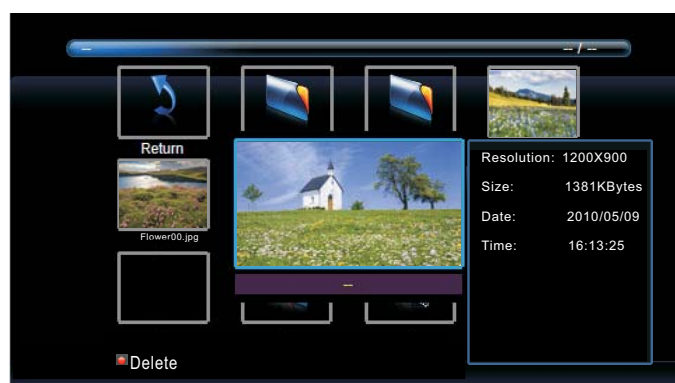 --
-- / --
Return
Flower00.jpg
--
Resolution: 1200X900
Size: 1381KBytes
Date: 2010/05/09
Time: 16:13:25
Delete